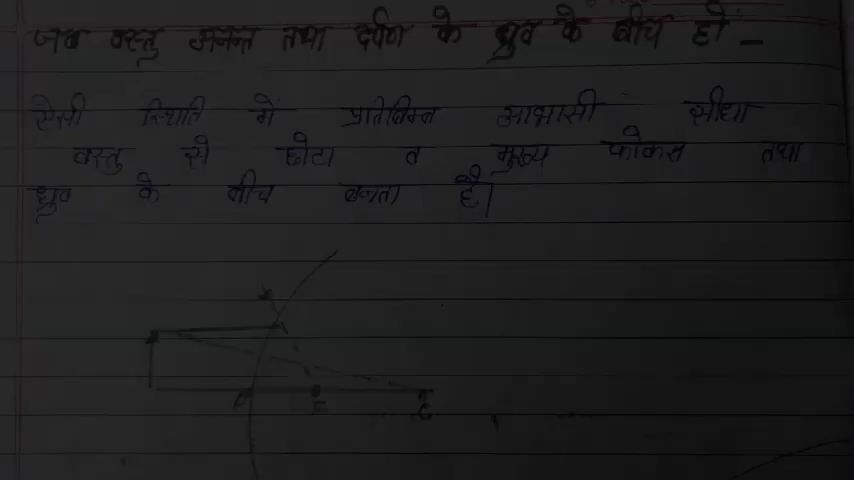 जब वस्तु अनन्त तथा दर्पण के ध्रुव के बीच हो —
ऐसी स्थिति में प्रतिबिम्ब आभासी सीधा
वस्तु से छोटा व मुख्य फोकस तथा
ध्रुव के बीच बनता है।
P F C